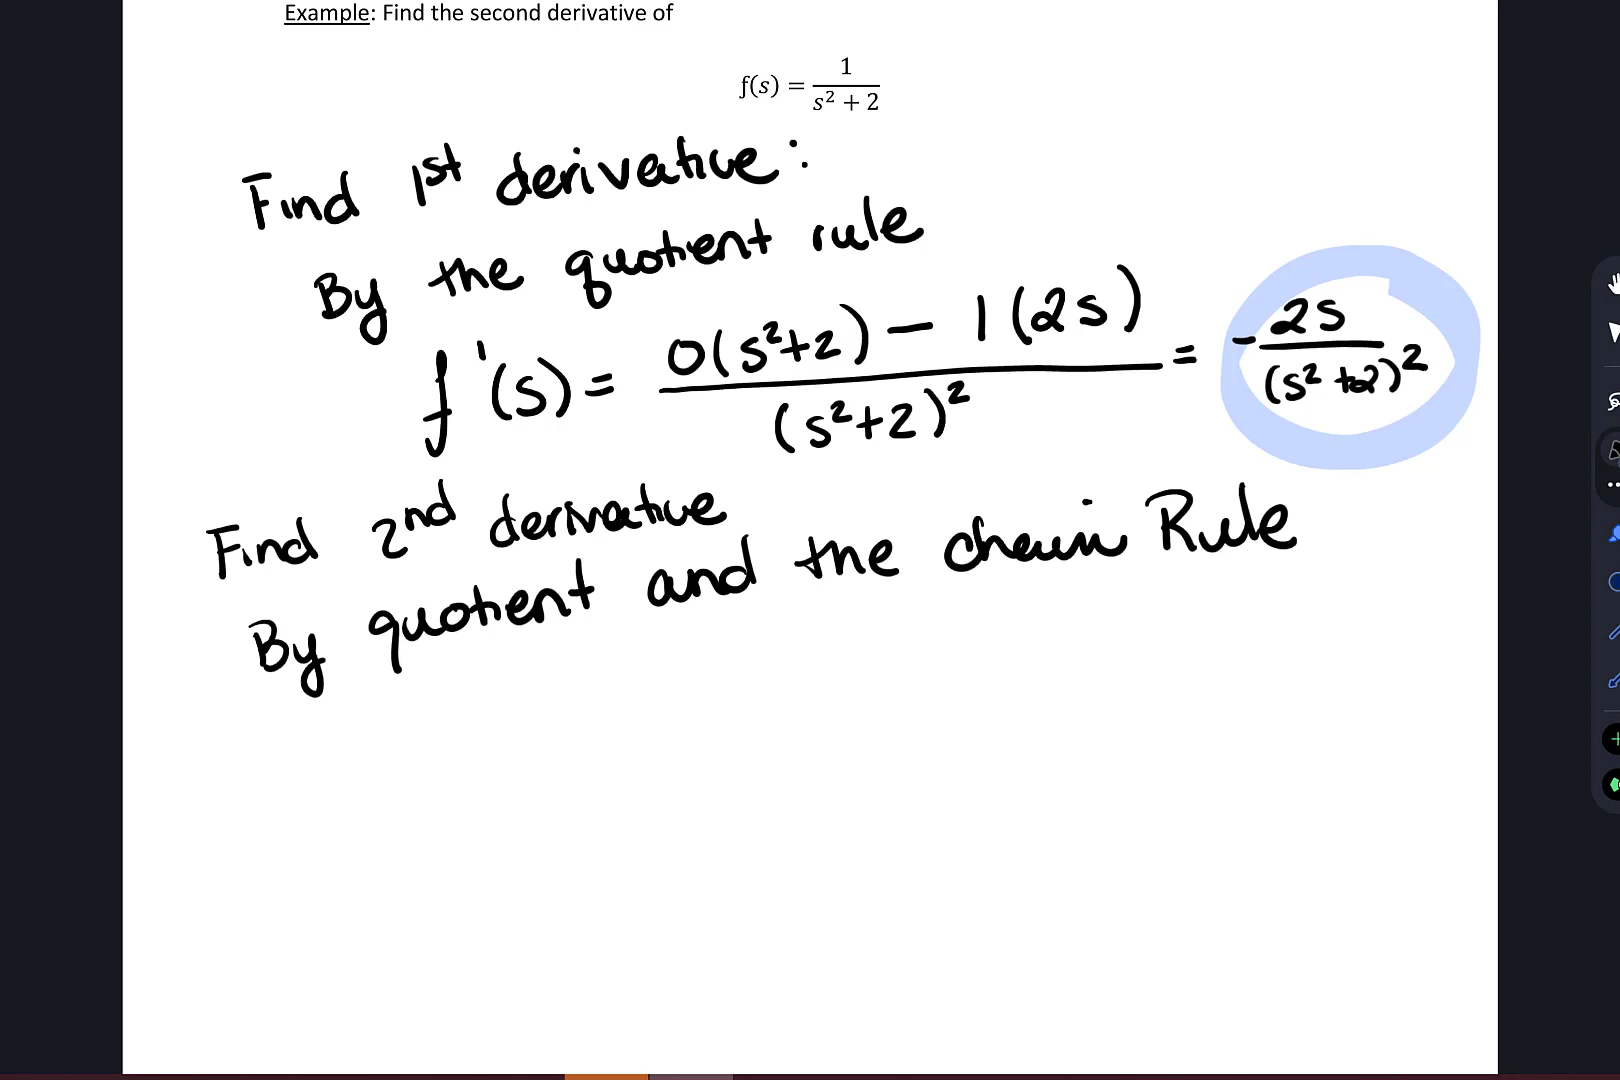 Example: Find the second derivative of
f(s) = 1/(s² + 2)
Find 1st derivative:
By the quotient rule
f'(s) = (0(s²+2) − 1(2s))/(s²+2)² = -2s/(s²+2)²
Find 2nd derivative
By quotient and the chain Rule